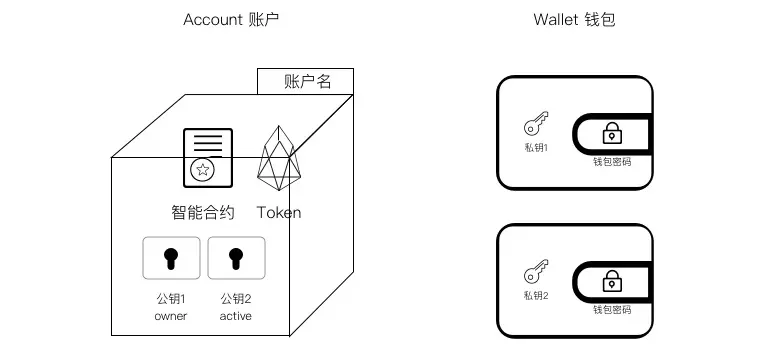 Account 账户
Wallet 钱包
账户名
智能合约
Token
公钥1
owner
公钥2
active
私钥1
钱包密码
私钥2
钱包密码